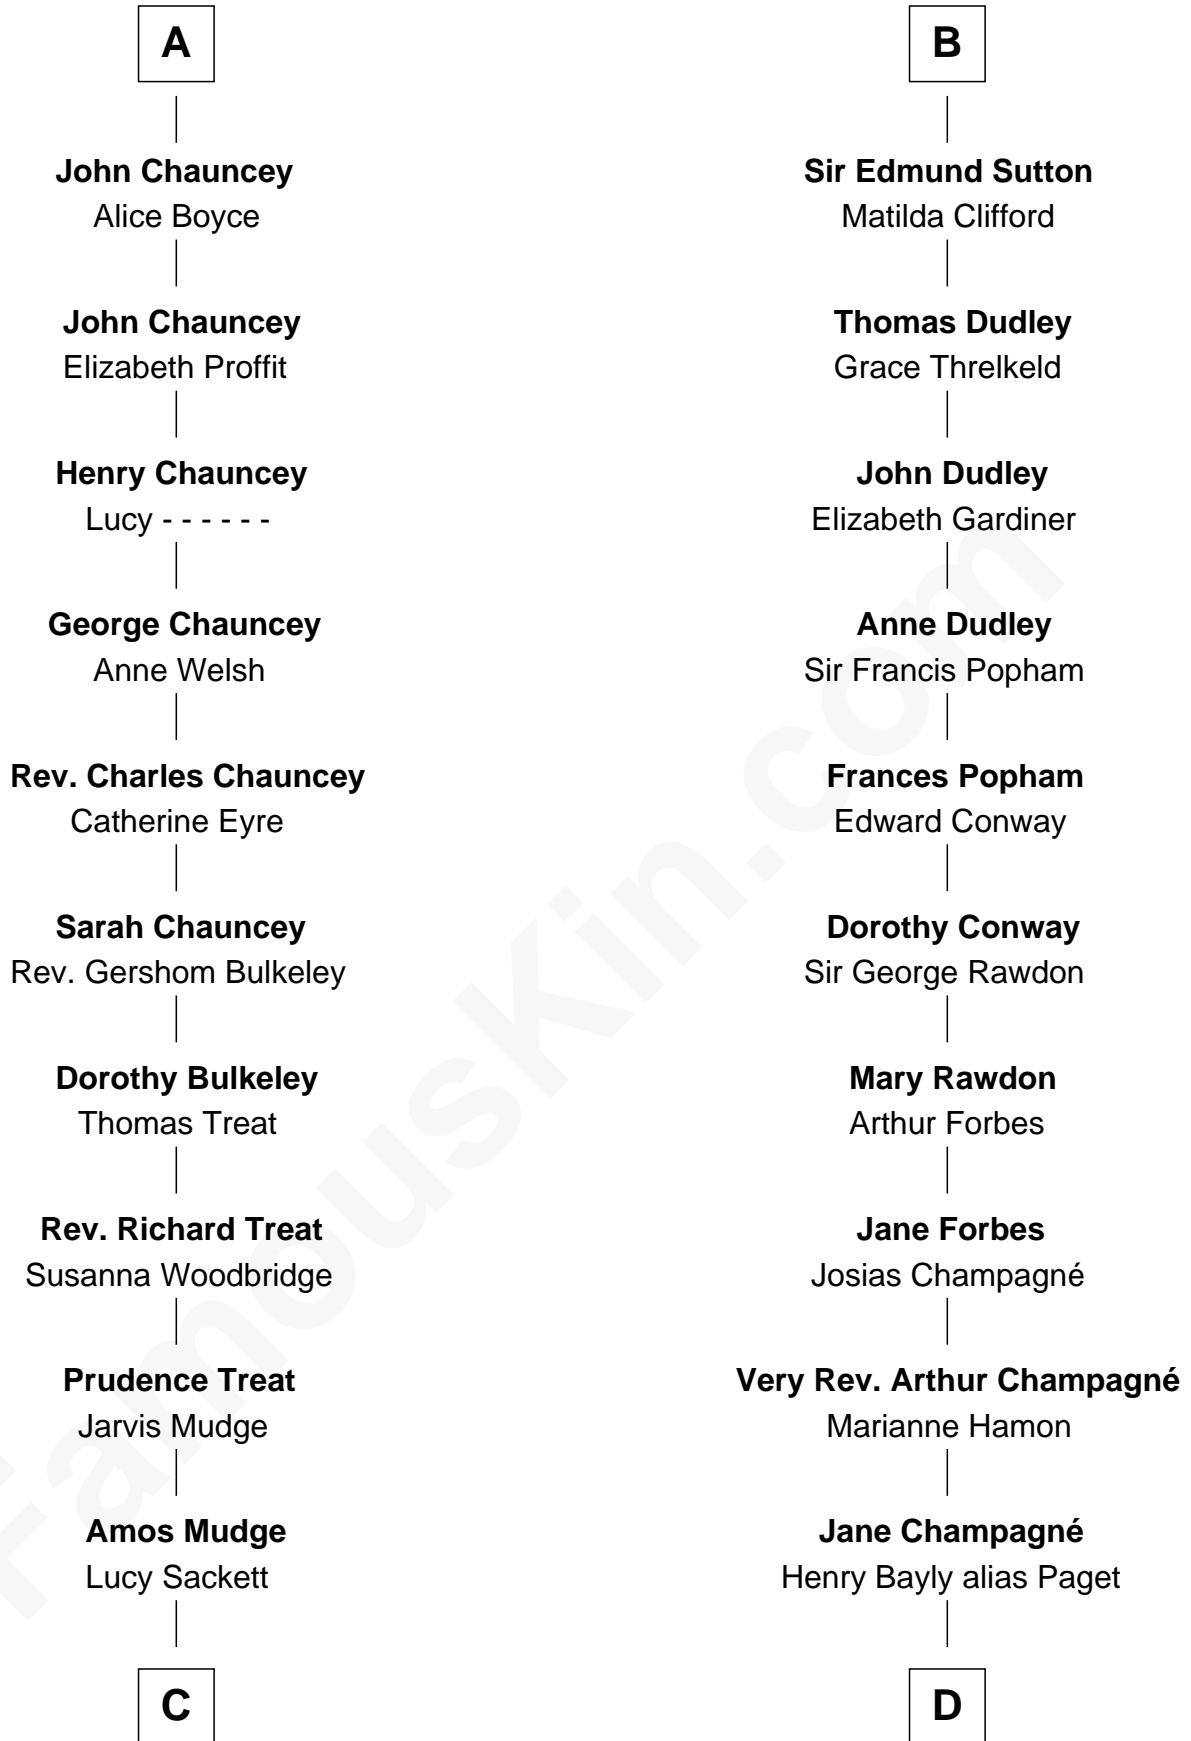 A
John Chauncey
Alice Boyce
John Chauncey
Elizabeth Proffit
Henry Chauncey
Lucy - - - - - -
George Chauncey
Anne Welsh
Rev. Charles Chauncey
Catherine Eyre
Sarah Chauncey
Rev. Gershom Bulkeley
Dorothy Bulkeley
Thomas Treat
Rev. Richard Treat
Susanna Woodbridge
Prudence Treat
Jarvis Mudge
Amos Mudge
Lucy Sackett
C
B
Sir Edmund Sutton
Matilda Clifford
Thomas Dudley
Grace Threlkeld
John Dudley
Elizabeth Gardiner
Anne Dudley
Sir Francis Popham
Frances Popham
Edward Conway
Dorothy Conway
Sir George Rawdon
Mary Rawdon
Arthur Forbes
Jane Forbes
Josias Champagné
Very Rev. Arthur Champagné
Marianne Hamon
Jane Champagné
Henry Bayly alias Paget
D
FamousKin.com